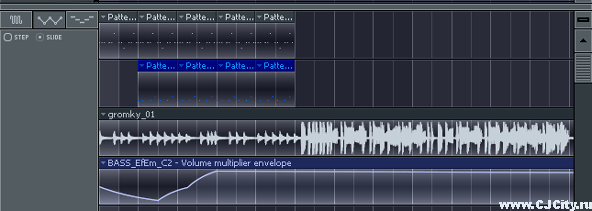 Patte... Patte... Patte... Patte... Patte...
STEP SLIDE
Patte... Patte... Patte... Patte...
gromky_01
BASS_EfEm_C2 - Volume multiplier envelope
www.CJCity.ru